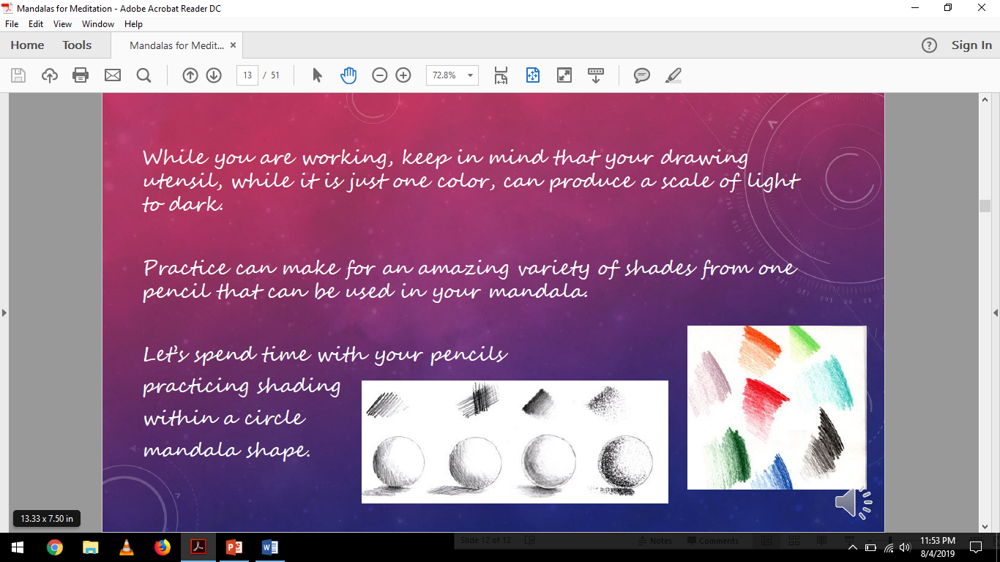 Mandalas for Meditation - Adobe Acrobat Reader DC
File Edit View Window Help
Home Tools Mandalas for Medit... ×
Sign In
13 / 51 72.8%
While you are working, keep in mind that your drawing
utensil, while it is just one color, can produce a scale of light
to dark.
Practice can make for an amazing variety of shades from one
pencil that can be used in your mandala.
Let's spend time with your pencils
practicing shading
within a circle
mandala shape.
13.33 x 7.50 in
Slide 12 of 12 Notes Comments
11:53 PM
8/4/2019